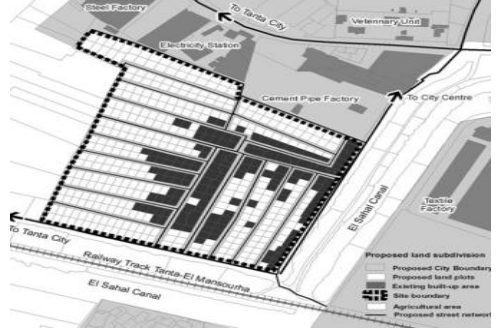 Steel Factory
To Tanta City
Veternary Unit
Electricity Station
Cement Pipe Factory
To City Centre
El Sahal Canal
Textile
Factory
To Tanta City
Railway Track Tanta-El Mansourha
El Sahal Canal
Proposed land subdivision
Proposed City Boundary
Proposed land plots
Existing built-up area
Site boundary
Agricultural area
Proposed street network